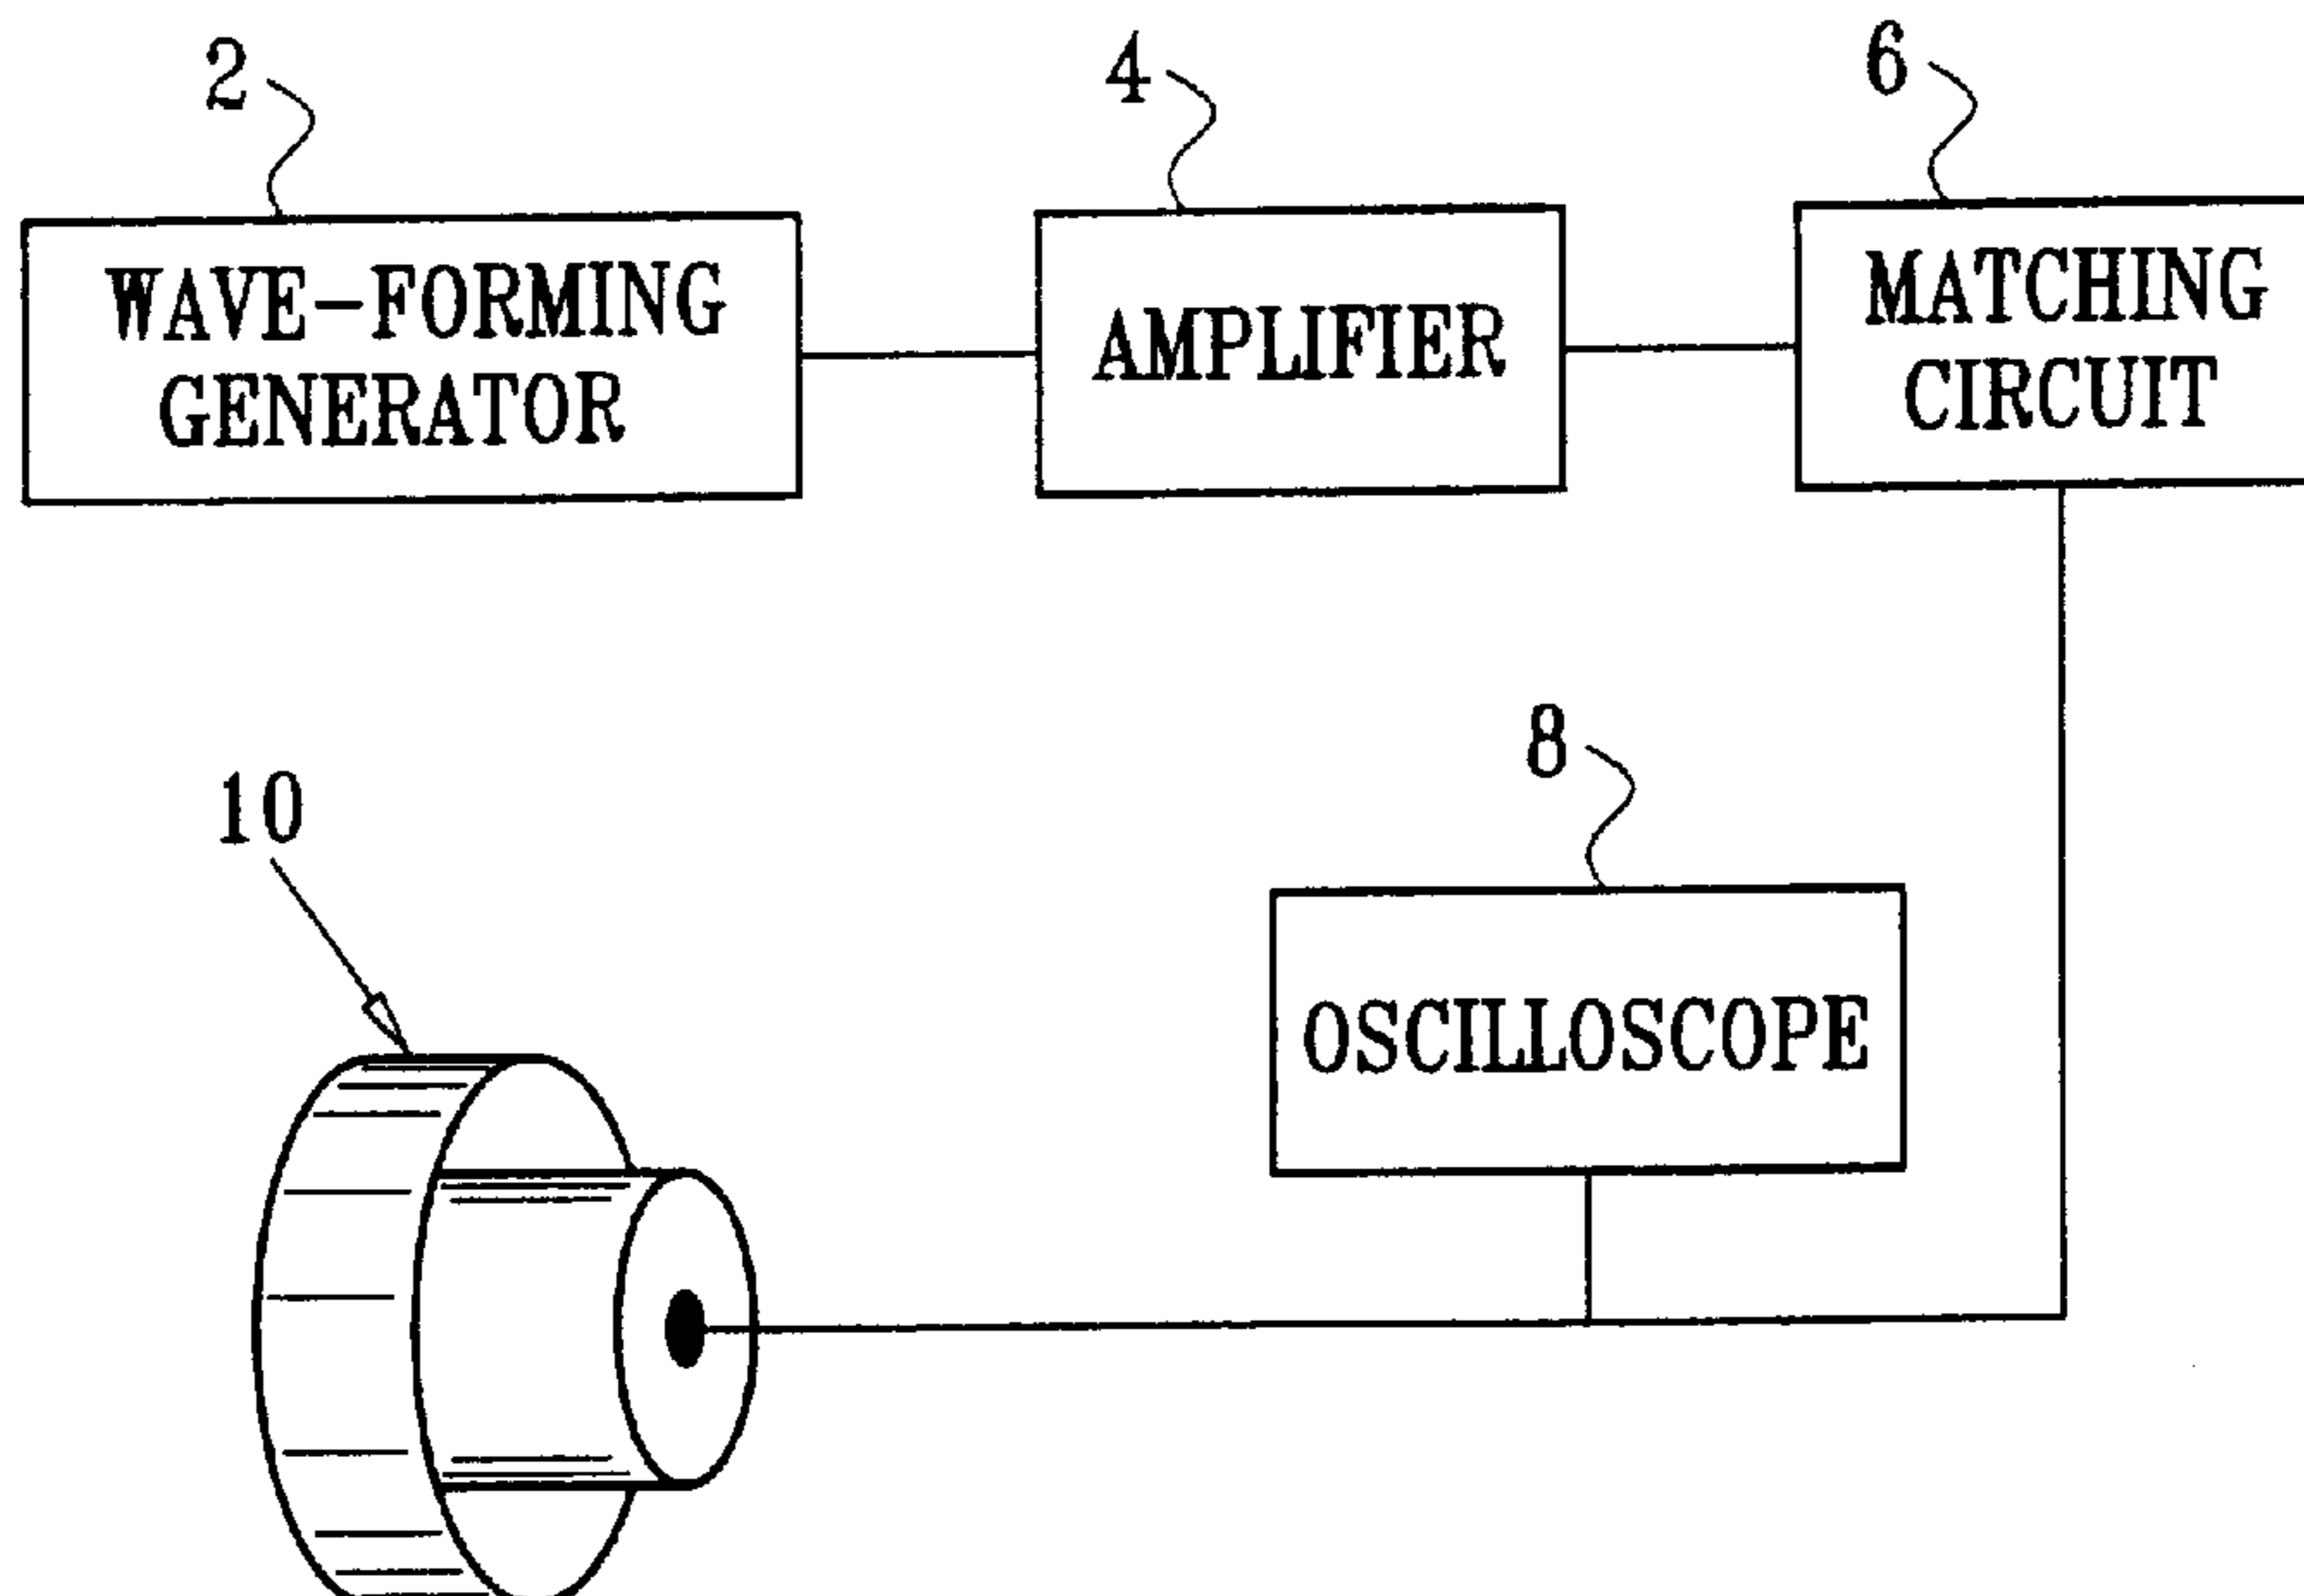 2
4
6
WAVE-FORMING
GENERATOR
AMPLIFIER
MATCHING
CIRCUIT
8
10
OSCILLOSCOPE